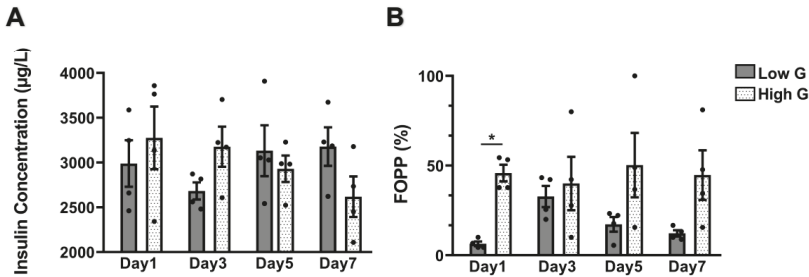 A
B
Insulin Concentration (µg/L)
4000
3500
3000
2500
2000
Day1 Day3 Day5 Day7
FOPP (%)
100
50
0
*
Day1 Day3 Day5 Day7
Low G
High G